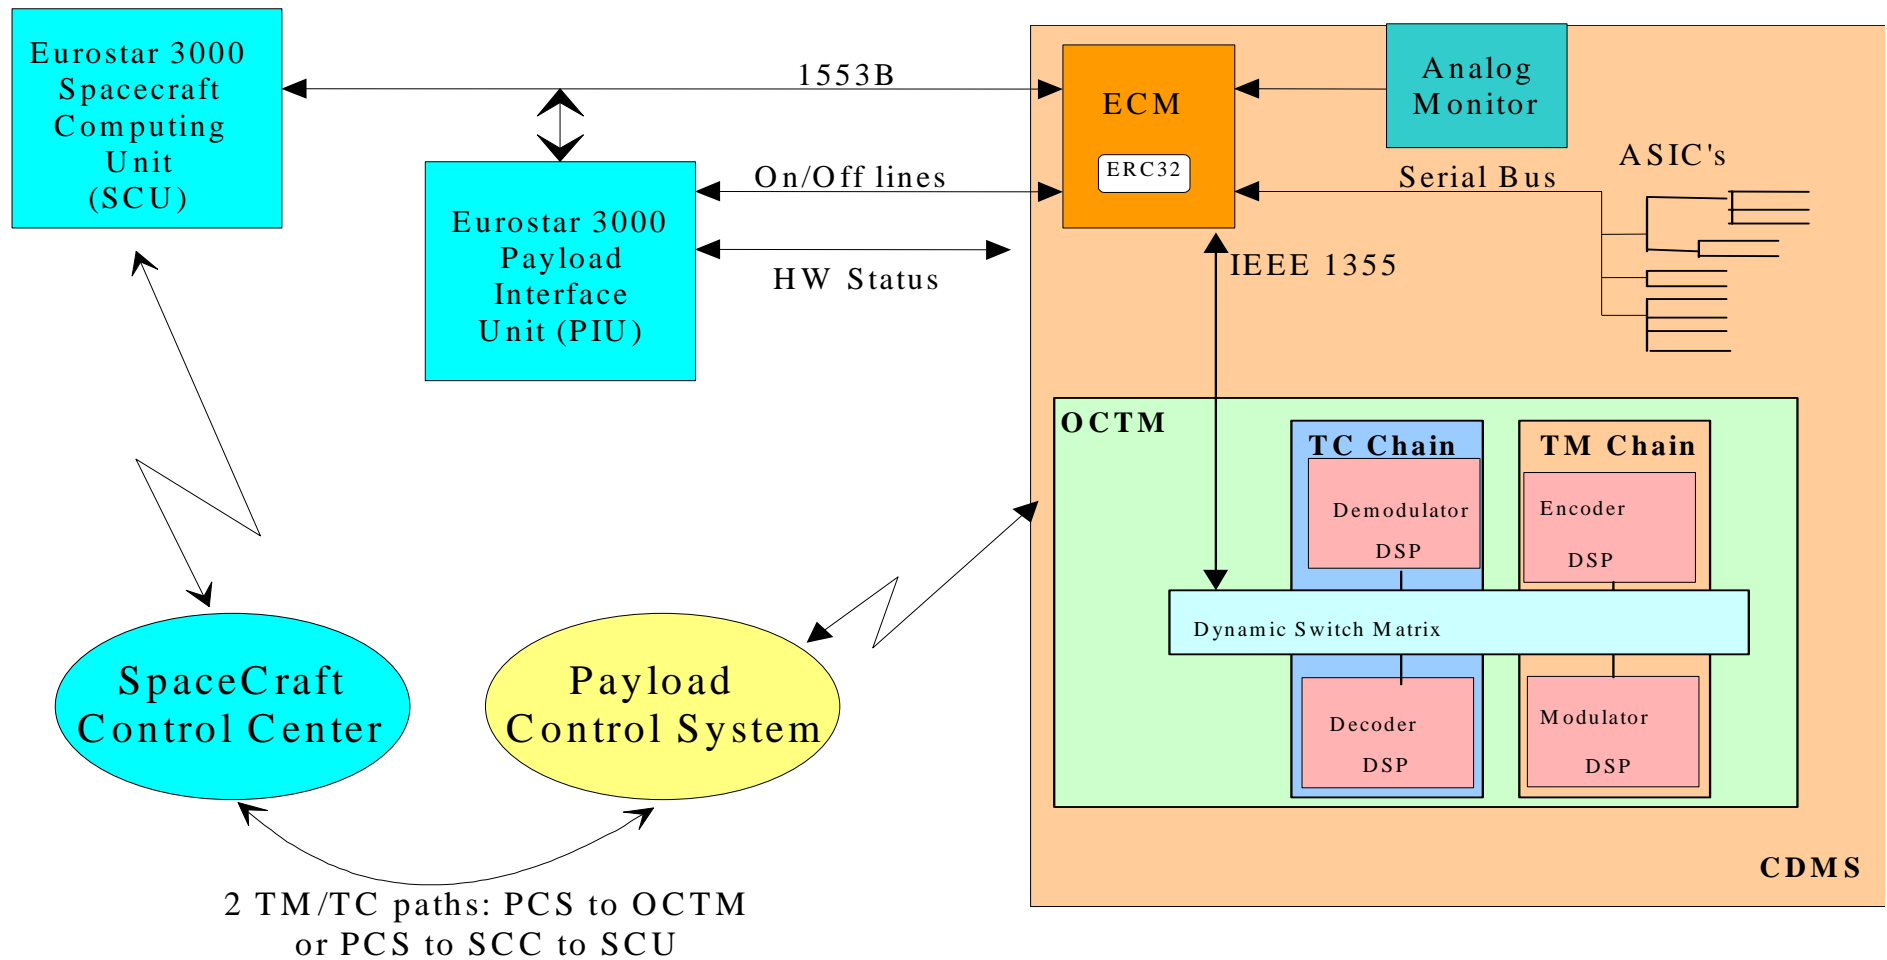 Eurostar 3000
Spacecraft
Computing
Unit
(SCU)
1553B
ECM
ERC32
Analog
Monitor
ASIC's
On/Off lines
Serial Bus
Eurostar 3000
Payload
Interface
Unit (PIU)
HW Status
IEEE 1355
OCTM
TC Chain
TM Chain
Demodulator
DSP
Encoder
DSP
Dynamic Switch Matrix
Decoder
DSP
Modulator
DSP
SpaceCraft
Control Center
Payload
Control System
CDMS
2 TM/TC paths: PCS to OCTM
or PCS to SCC to SCU